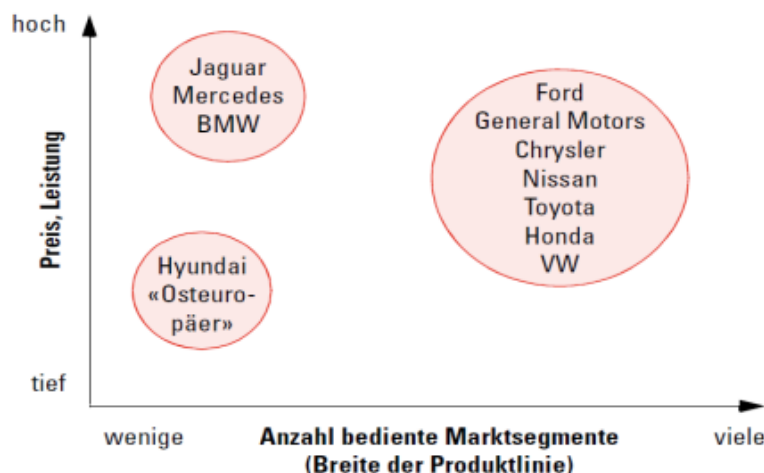 hoch
Jaguar
Mercedes
BMW
Ford
General Motors
Chrysler
Nissan
Toyota
Honda
VW
Preis, Leistung
Hyundai
«Osteuro-
päer»
tief
wenige
Anzahl bediente Marktsegmente
(Breite der Produktlinie)
viele